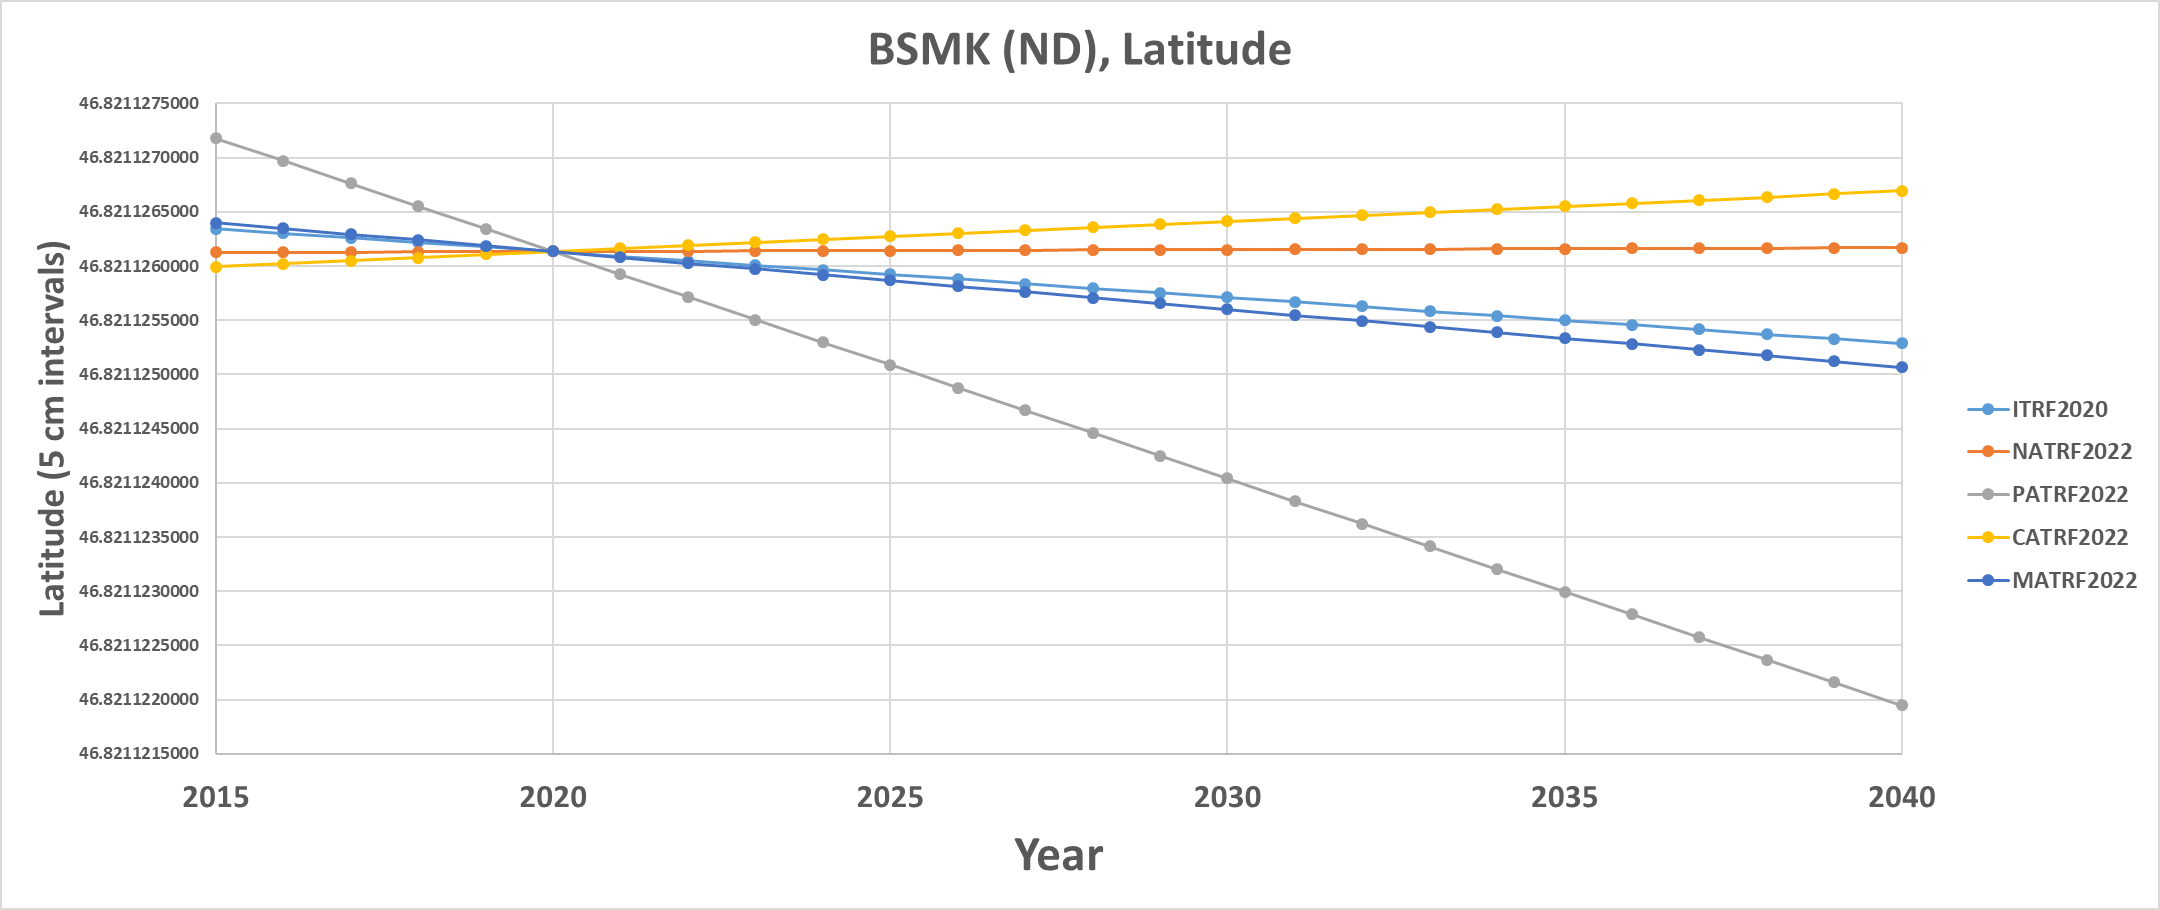 BSMK (ND), Latitude
Latitude (5 cm intervals)
46.8211275000
46.8211270000
46.8211265000
46.8211260000
46.8211255000
46.8211250000
46.8211245000
46.8211240000
46.8211235000
46.8211230000
46.8211225000
46.8211220000
46.8211215000
2015 2020 2025 2030 2035 2040
Year
ITRF2020
NATRF2022
PATRF2022
CATRF2022
MATRF2022